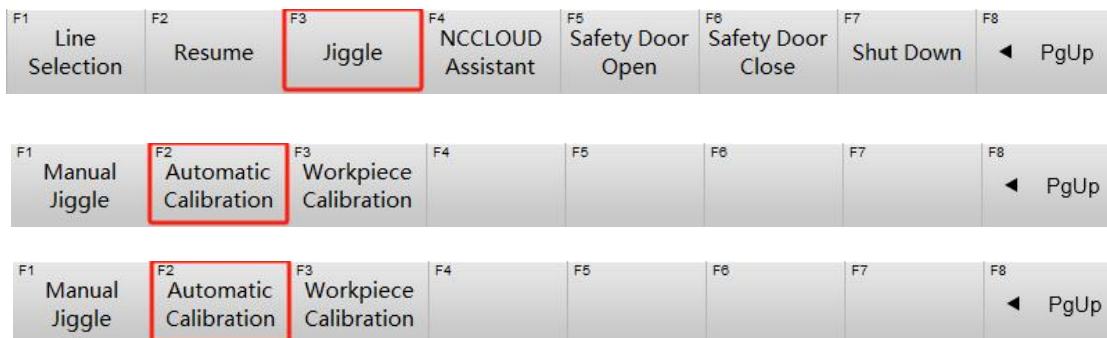 F1 F2 F3 F4 F5 F6 F7 F8
Line Selection Resume Jiggle NCCLOUD Assistant Safety Door Open Safety Door Close Shut Down ◄ PgUp
F1 F2 F3 F4 F5 F6 F7 F8
Manual Jiggle Automatic Calibration Workpiece Calibration ◄ PgUp
F1 F2 F3 F4 F5 F6 F7 F8
Manual Jiggle Automatic Calibration Workpiece Calibration ◄ PgUp